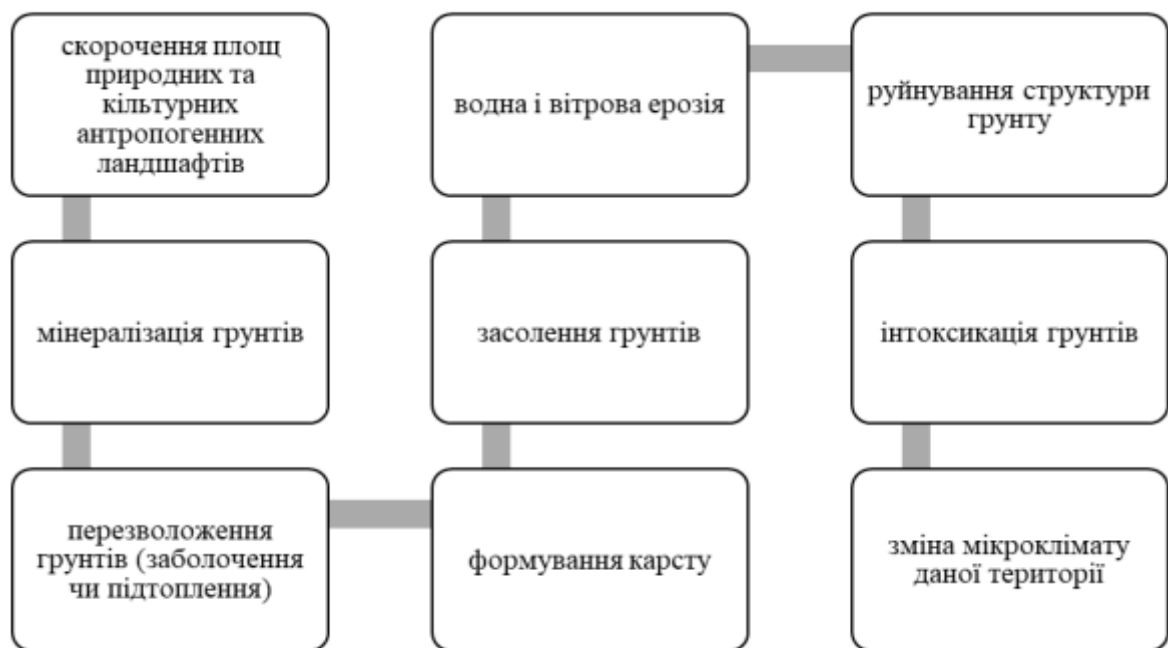 скорочення площ
природних та
кільтурних
антропогенних
ландшафтів
мінералізація грунтів
перезволоження
грунтів (заболочення
чи підтоплення)
формування карсту
засолення грунтів
водна і вітрова ерозія
руйнування структури
грунту
інтоксикація грунтів
зміна мікроклімату
даної території